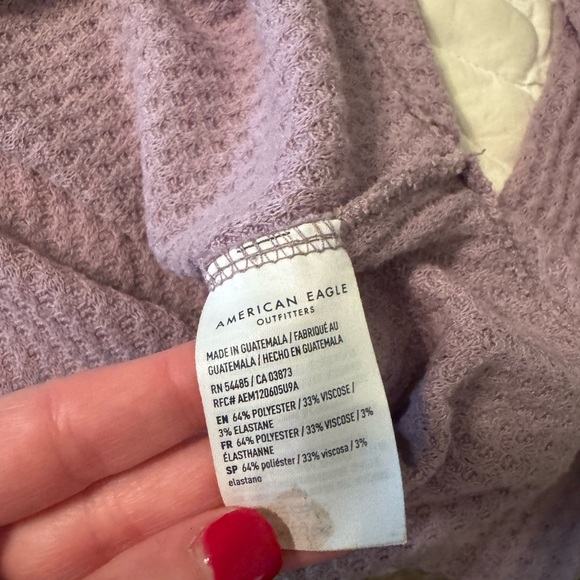 AMERICAN EAGLE
OUTFITTERS
MADE IN GUATEMALA / FABRIQUÉ AU
GUATEMALA / HECHO EN GUATEMALA
RN 54485 / CA 03873
RFC# AEM120605U9A
EN 64% POLYESTER / 33% VISCOSE /
3% ELASTANE
FR 64% POLYESTER / 33% VISCOSE / 3%
ÉLASTHANNE
SP 64% poliéster / 33% viscosa / 3%
elastano